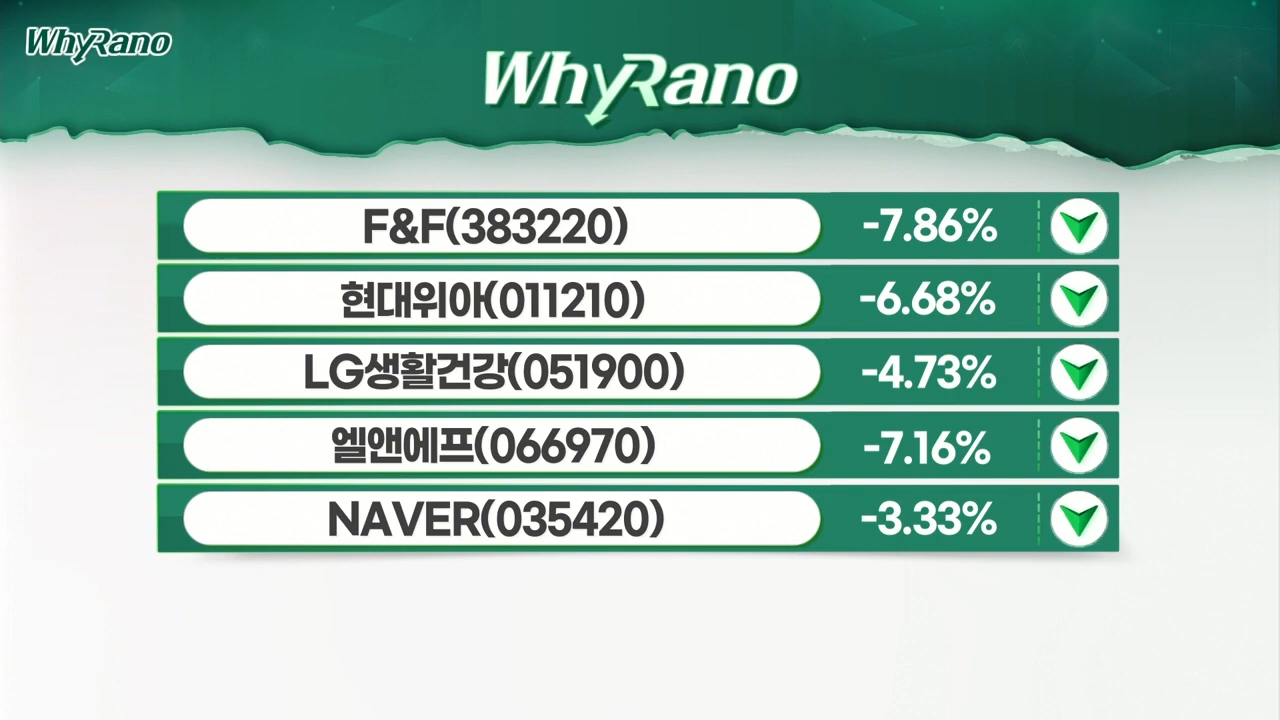 WhyRano
WhyRano
F&F(383220) -7.86%
현대위아(011210) -6.68%
LG생활건강(051900) -4.73%
엘앤에프(066970) -7.16%
NAVER(035420) -3.33%